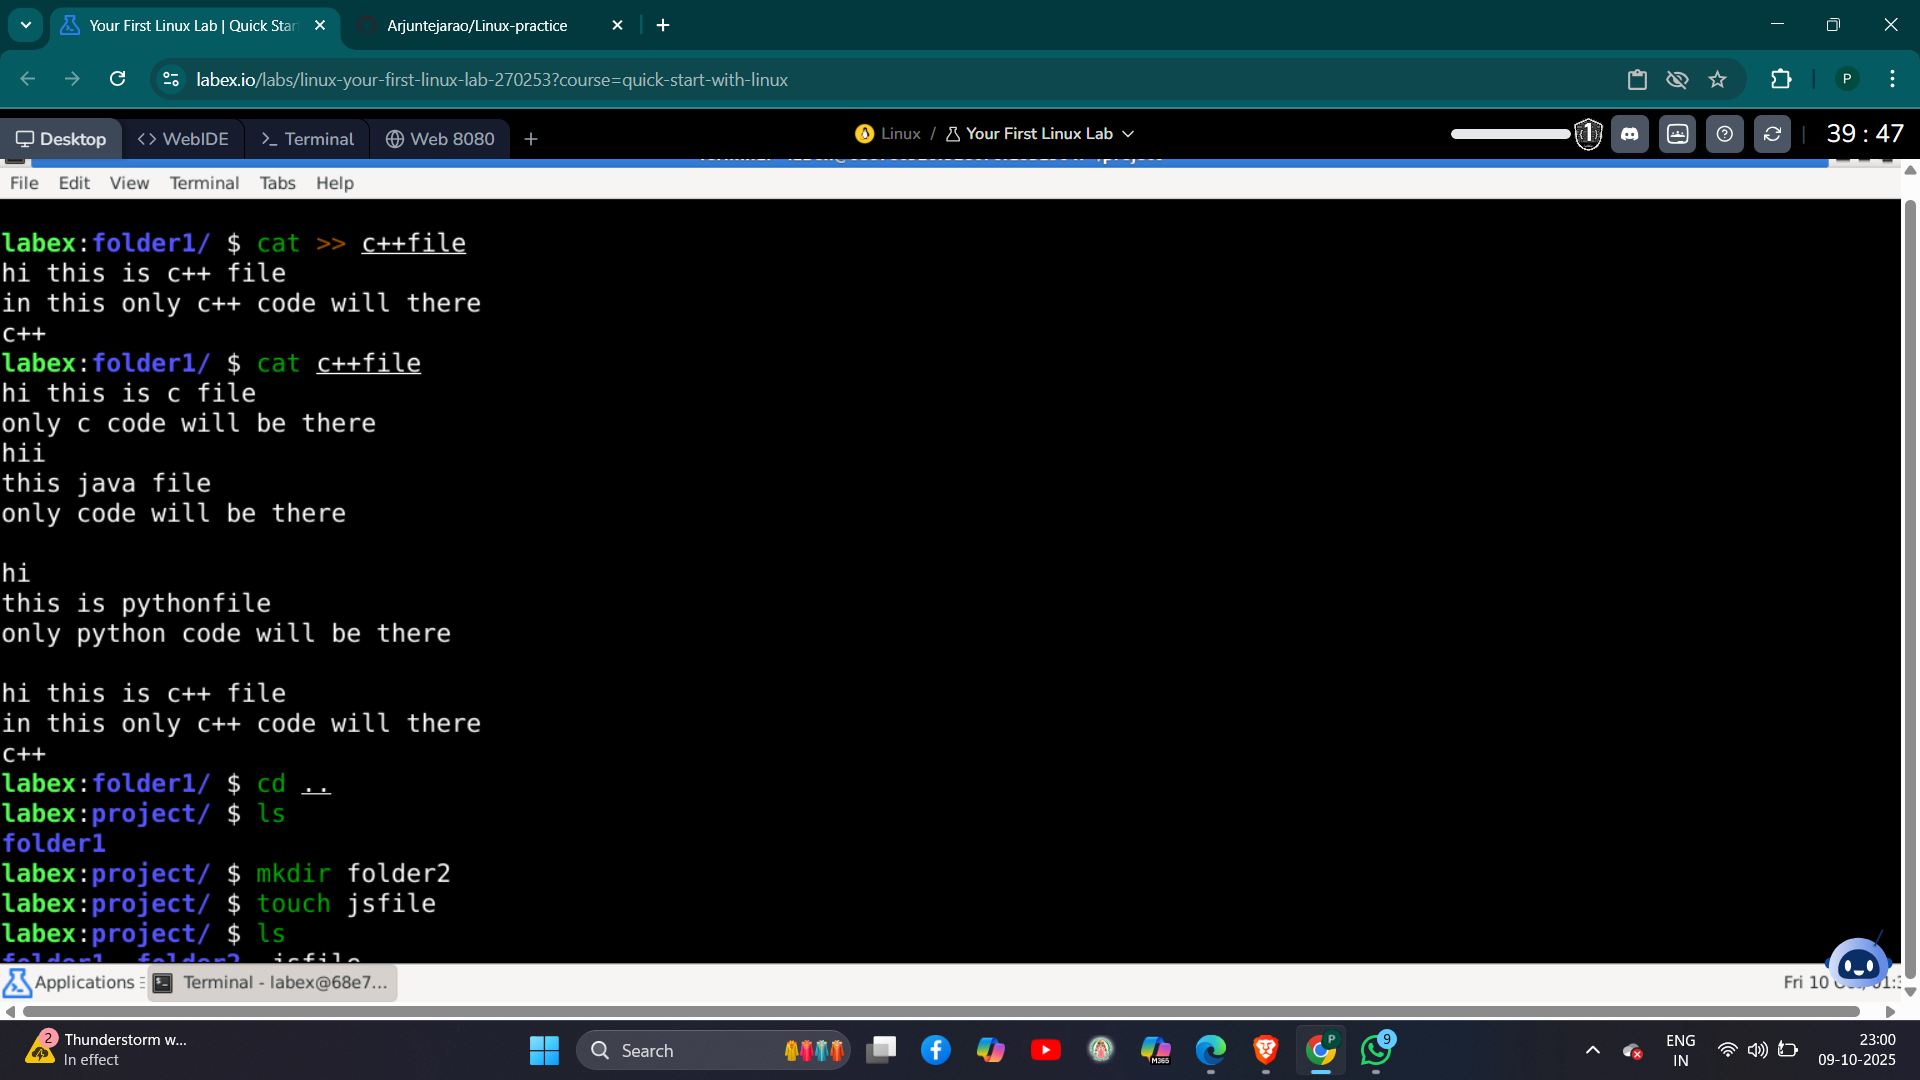 Your First Linux Lab | Quick Star
Arjuntejarao/Linux-practice
labex.io/labs/linux-your-first-linux-lab-270253?course=quick-start-with-linux
P
Desktop
WebIDE
Terminal
Web 8080
Linux / Your First Linux Lab
1
39 : 47
File Edit View Terminal Tabs Help
labex:folder1/ $ cat >> c++file
hi this is c++ file
in this only c++ code will there
c++
labex:folder1/ $ cat c++file
hi this is c file
only c code will be there
hii
this java file
only code will be there
hi
this is pythonfile
only python code will be there
hi this is c++ file
in this only c++ code will there
c++
labex:folder1/ $ cd ..
labex:project/ $ ls
folder1
labex:project/ $ mkdir folder2
labex:project/ $ touch jsfile
labex:project/ $ ls
folder1 folder2 jsfile
Applications
Terminal - labex@68e7...
Fri 10
2
Thunderstorm w...
In effect
Search
M365
P
9
ENG
IN
23:00
09-10-2025